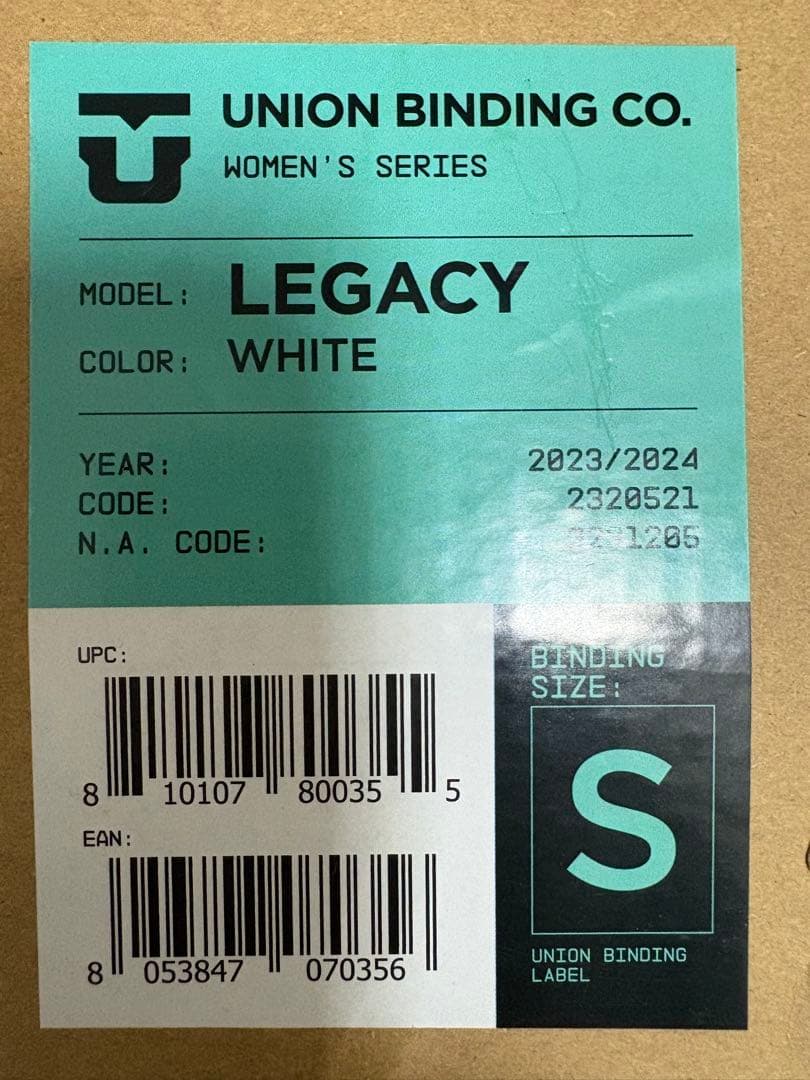 UNION BINDING CO.
WOMEN'S SERIES
MODEL: LEGACY
COLOR: WHITE
YEAR: 2023/2024
CODE: 2320521
N.A. CODE:
UPC:
8 10107 80035 5
EAN:
8 053847 070356
BINDING
SIZE:
S
UNION BINDING
LABEL